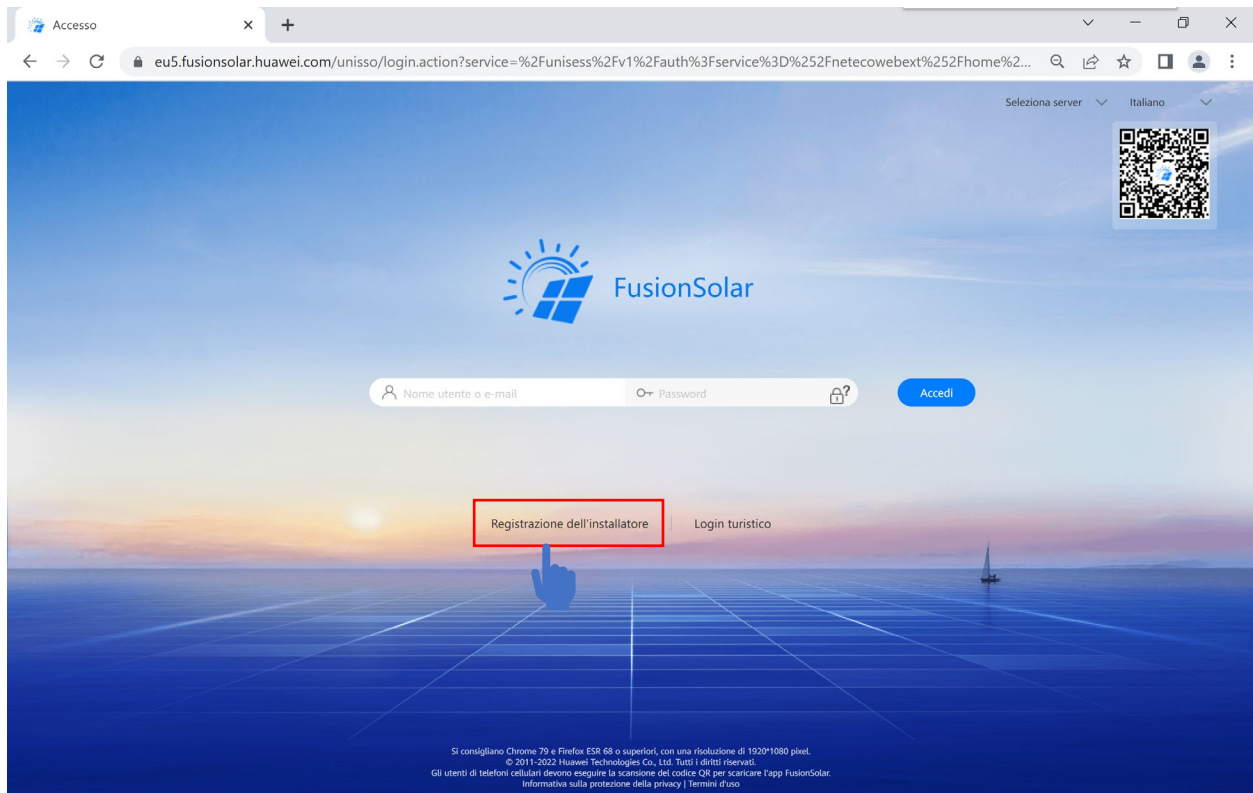 Accesso
eu5.fusionsolar.huawei.com/unisso/login.action?service=%2Funisess%2Fv1%2Fauth%3Fservice%3D%252Fnetecowebext%252Fhome%2...
Seleziona server
Italiano
FusionSolar
Nome utente o e-mail
Password
Accedi
Registrazione dell'installatore
Login turistico
Si consigliano Chrome 79 e Firefox ESR 68 o superiori, con una risoluzione di 1920*1080 pixel.
© 2011-2022 Huawei Technologies Co., Ltd. Tutti i diritti riservati.
Gli utenti di telefoni cellulari devono eseguire la scansione del codice QR per scaricare l'app FusionSolar.
Informativa sulla protezione della privacy | Termini d'uso